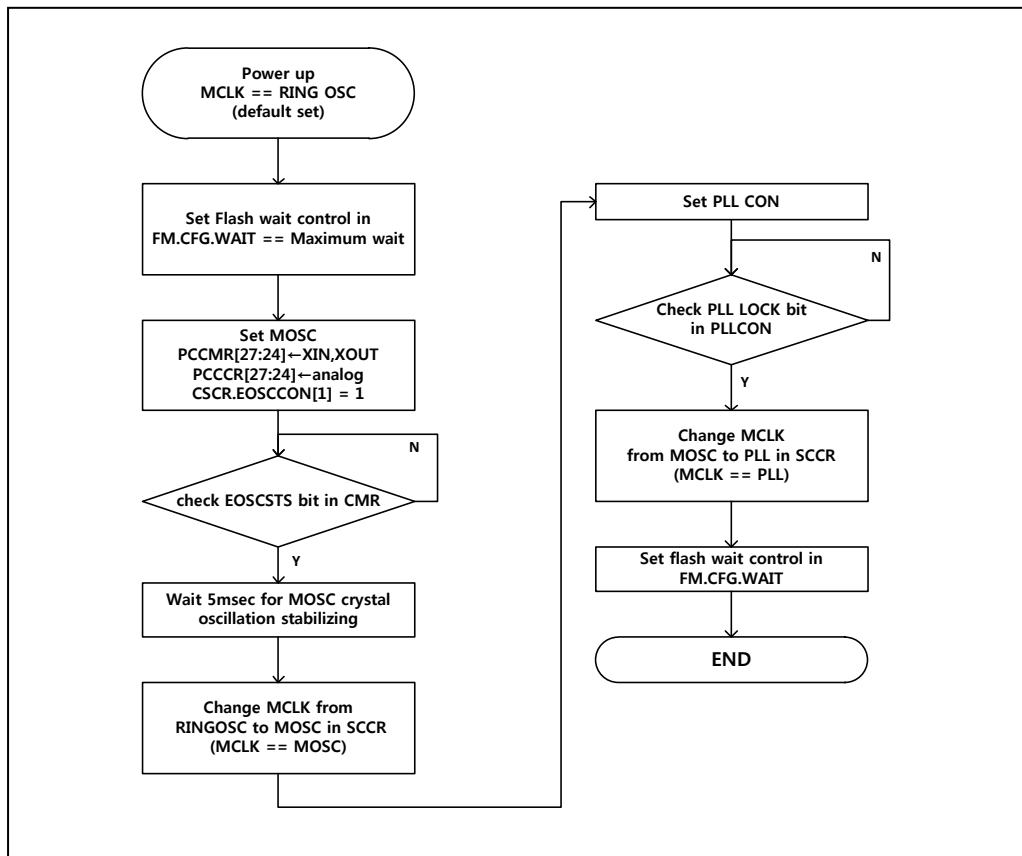 Power up
MCLK == RING OSC
(default set)
Set Flash wait control in
FM.CFG.WAIT == Maximum wait
Set MOSC
PCCMR[27:24]←XIN,XOUT
PCCCR[27:24]←analog
CSCR.EOSCCON[1] = 1
N
check EOSCSTS bit in CMR
Y
Wait 5msec for MOSC crystal
oscillation stabilizing
Change MCLK from
RINGOSC to MOSC in SCCR
(MCLK == MOSC)
Set PLL CON
N
Check PLL LOCK bit
in PLLCON
Y
Change MCLK
from MOSC to PLL in SCCR
(MCLK == PLL)
Set flash wait control in
FM.CFG.WAIT
END